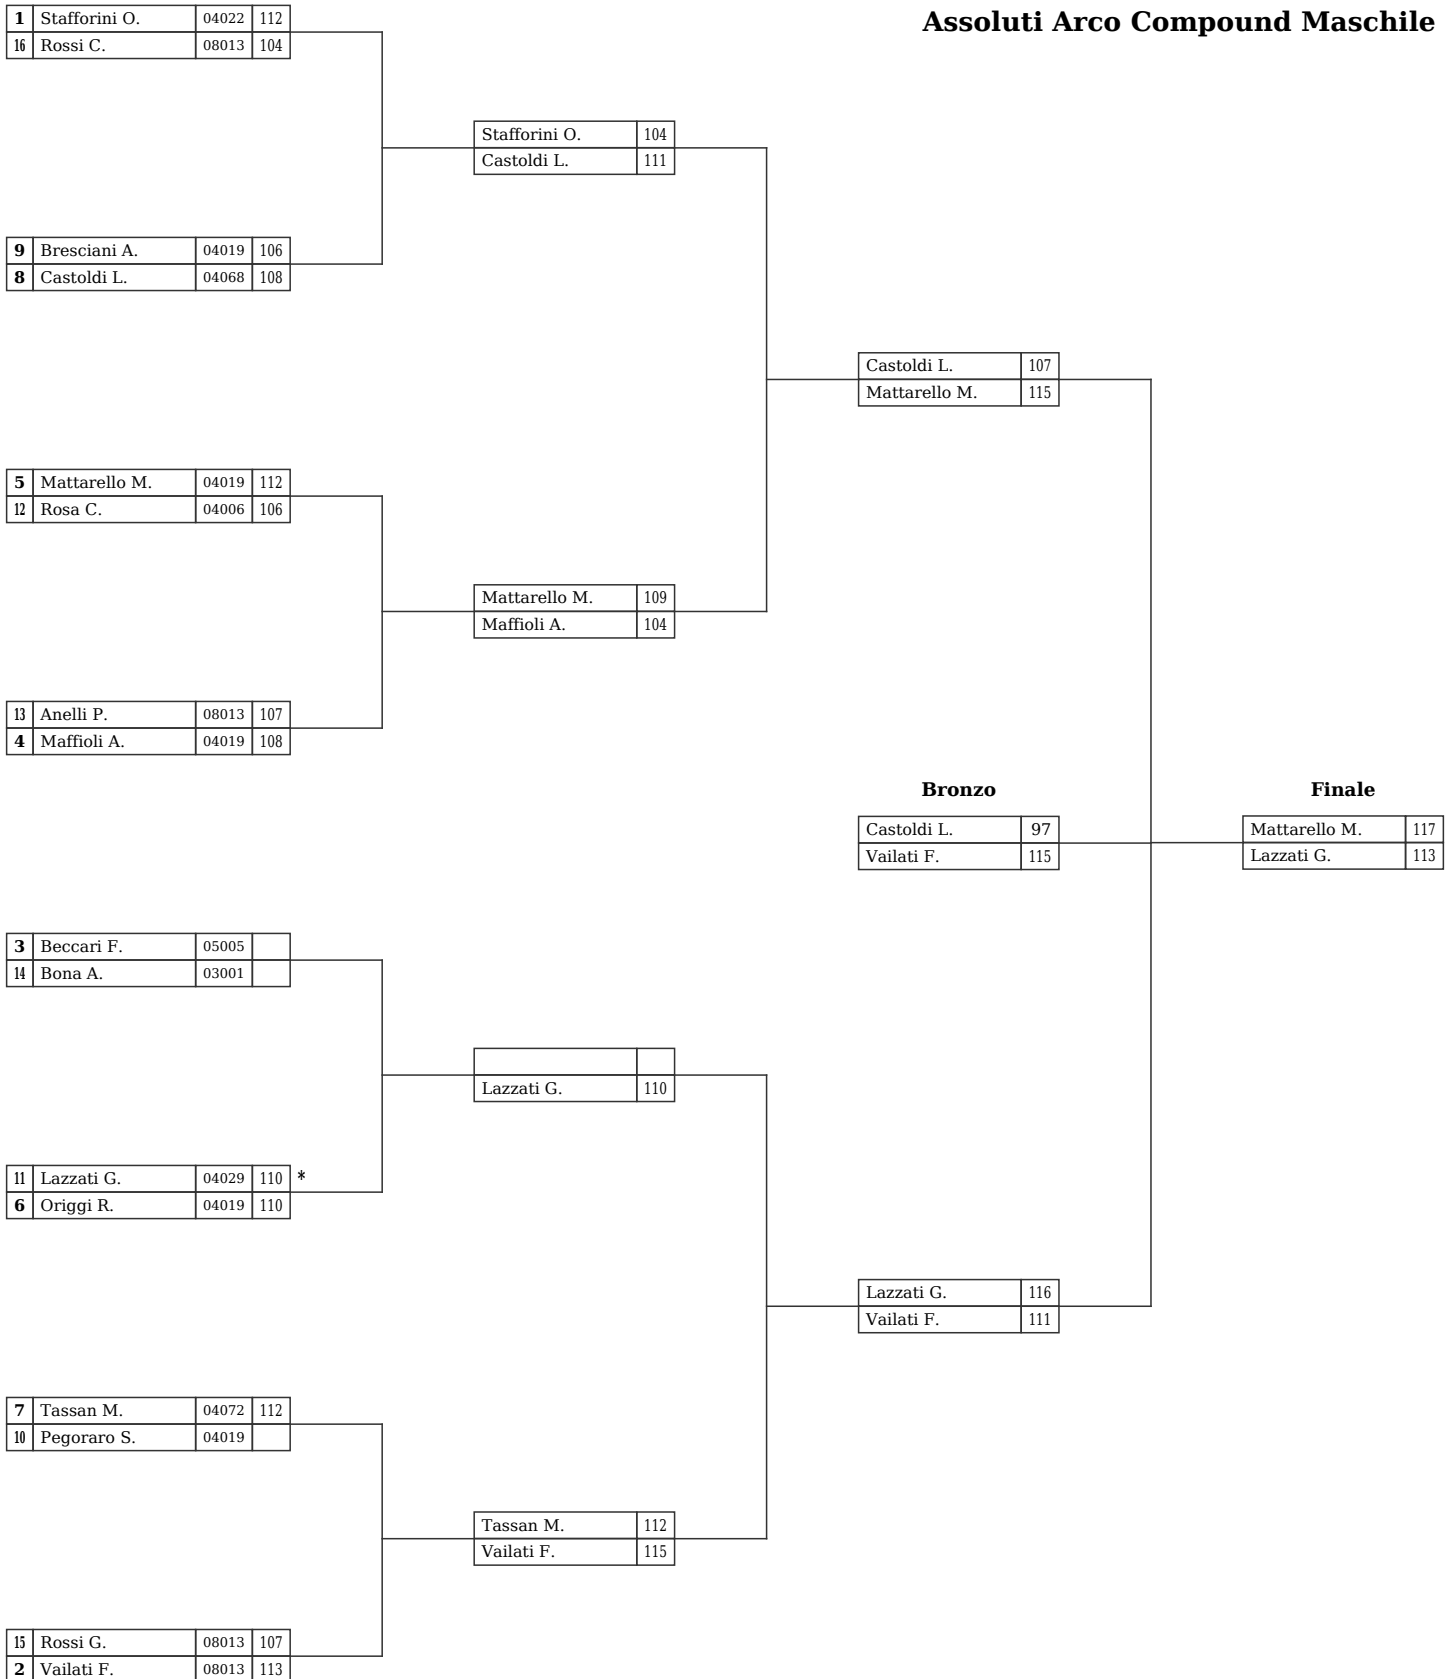 Assoluti Arco Compound Maschile
1 Stafforini O. 04022 112
16 Rossi C. 08013 104
Stafforini O. 104
Castoldi L. 111
9 Bresciani A. 04019 106
8 Castoldi L. 04068 108
Castoldi L. 107
Mattarello M. 115
5 Mattarello M. 04019 112
12 Rosa C. 04006 106
Mattarello M. 109
Maffioli A. 104
13 Anelli P. 08013 107
4 Maffioli A. 04019 108
Bronzo
Finale
Castoldi L. 97
Vailati F. 115
Mattarello M. 117
Lazzati G. 113
3 Beccari F. 05005
14 Bona A. 03001
Lazzati G. 110
11 Lazzati G. 04029 110 *
6 Origgi R. 04019 110
Lazzati G. 116
Vailati F. 111
7 Tassan M. 04072 112
10 Pegoraro S. 04019
Tassan M. 112
Vailati F. 115
15 Rossi G. 08013 107
2 Vailati F. 08013 113